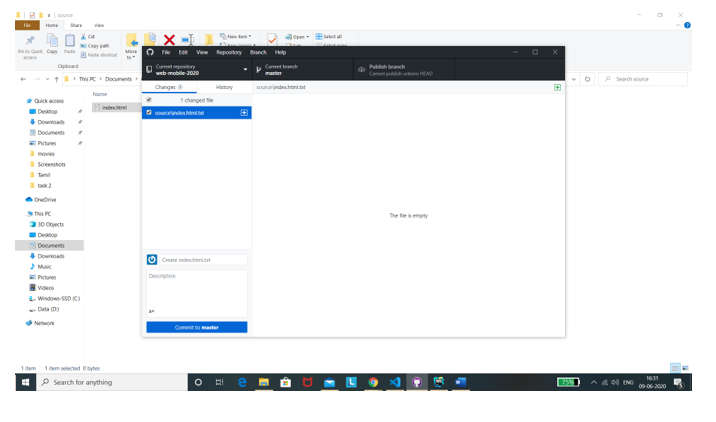 source
File Home Share View
Pin to Quick access
Copy
Paste
Cut
Copy path
Paste shortcut
Move to
New item
Open
Select all
Clipboard
File Edit View Repository Branch Help
Current repository
web-mobile-2020
Current branch
master
Publish branch
Cannot publish unborn HEAD
This PC > Documents >
Search source
Changes 1 History
1 changed file
source\index.html.txt
source\index.html.txt
The file is empty
Create index.html.txt
Description
Commit to master
Name
index.html
Quick access
Desktop
Downloads
Documents
Pictures
movies
Screenshots
Tamil
task 2
OneDrive
This PC
3D Objects
Desktop
Documents
Downloads
Music
Pictures
Videos
Windows-SSD (C:)
Data (D:)
Network
1 item 1 item selected 0 bytes
Search for anything
75%
ENG
16:31
09-06-2020